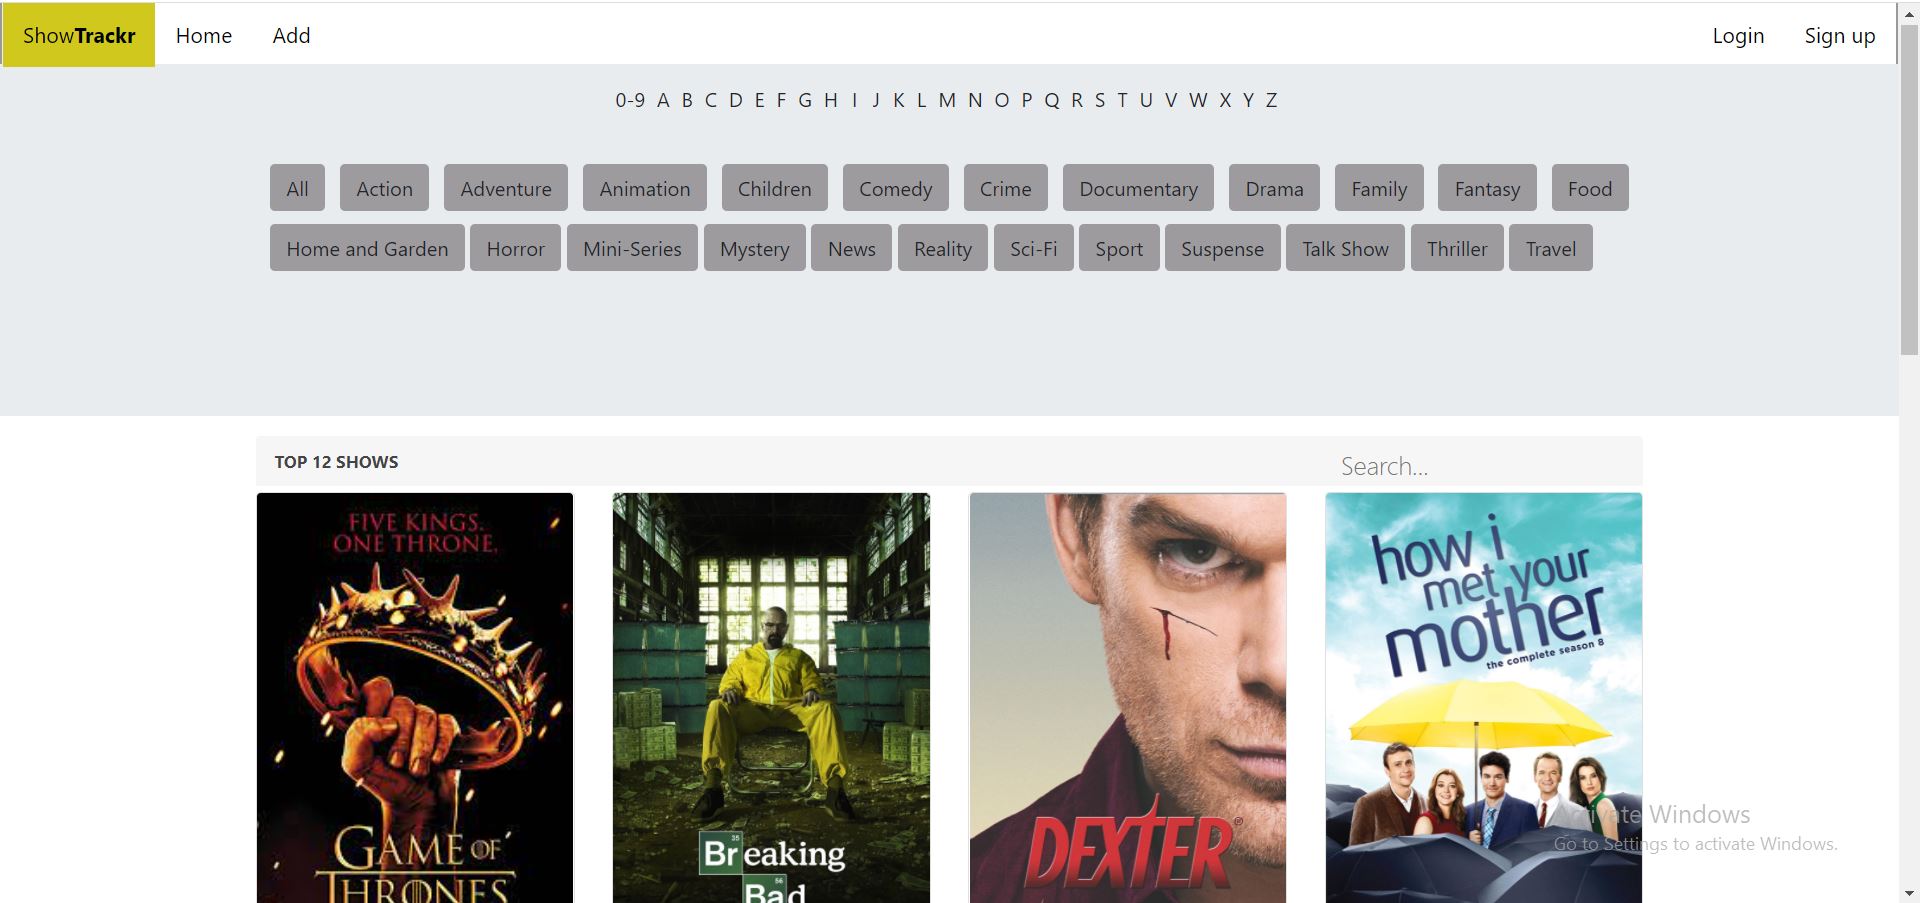 ShowTrackr Home Add Login Sign up
0-9 A B C D E F G H I J K L M N O P Q R S T U V W X Y Z
All Action Adventure Animation Children Comedy Crime Documentary Drama Family Fantasy Food
Home and Garden Horror Mini-Series Mystery News Reality Sci-Fi Sport Suspense Talk Show Thriller Travel
TOP 12 SHOWS Search...
FIVE KINGS.
ONE THRONE.
GAME OF
THRONES
35
Breaking
56
Bad
DEXTER®
how i
met your
mother
the complete season 8
Activate Windows
Go to Settings to activate Windows.